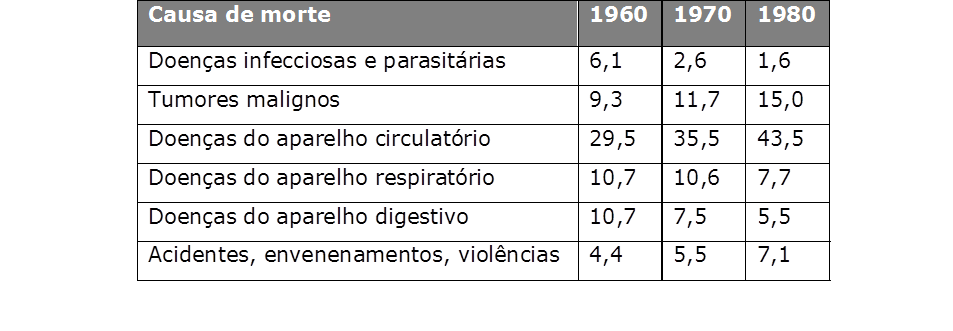 Causa de morte 1960 1970 1980
Doenças infecciosas e parasitárias 6,1 2,6 1,6
Tumores malignos 9,3 11,7 15,0
Doenças do aparelho circulatório 29,5 35,5 43,5
Doenças do aparelho respiratório 10,7 10,6 7,7
Doenças do aparelho digestivo 10,7 7,5 5,5
Acidentes, envenenamentos, violências 4,4 5,5 7,1